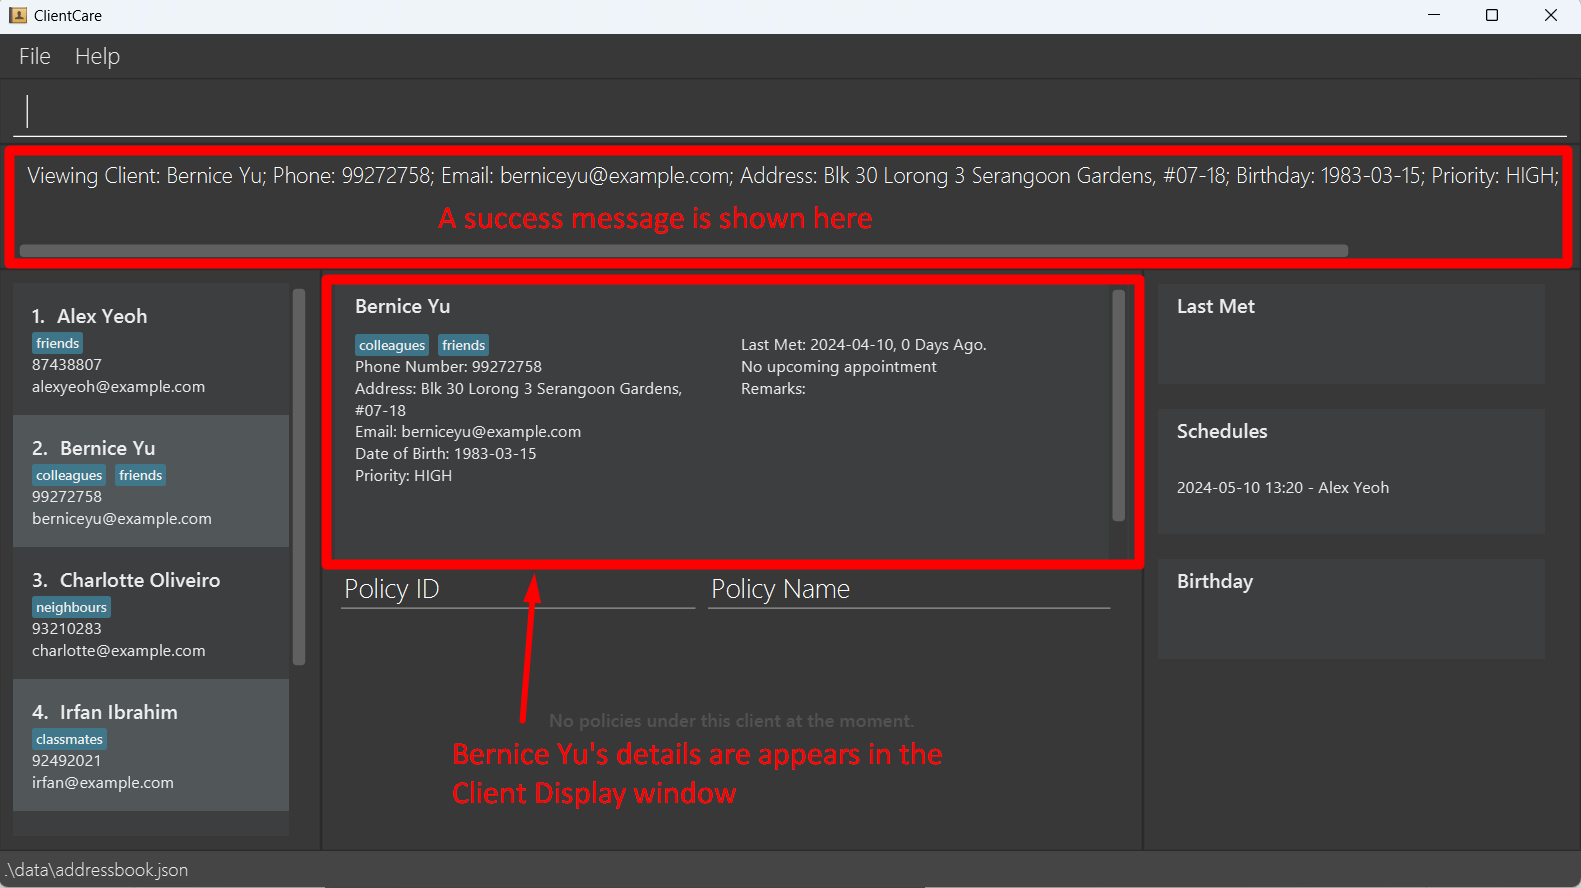 ClientCare
File Help
Viewing Client: Bernice Yu; Phone: 99272758; Email: berniceyu@example.com; Address: Blk 30 Lorong 3 Serangoon Gardens, #07-18; Birthday: 1983-03-15; Priority: HIGH;
A success message is shown here
1. Alex Yeoh
friends
87438807
alexyeoh@example.com
2. Bernice Yu
colleagues friends
99272758
berniceyu@example.com
3. Charlotte Oliveiro
neighbours
93210283
charlotte@example.com
4. Irfan Ibrahim
classmates
92492021
irfan@example.com
Bernice Yu
colleagues friends
Phone Number: 99272758
Address: Blk 30 Lorong 3 Serangoon Gardens,
#07-18
Email: berniceyu@example.com
Date of Birth: 1983-03-15
Priority: HIGH
Last Met: 2024-04-10, 0 Days Ago.
No upcoming appointment
Remarks:
Policy ID Policy Name
No policies under this client at the moment.
Bernice Yu's details are appears in the
Client Display window
Last Met
Schedules
2024-05-10 13:20 - Alex Yeoh
Birthday
.\data\addressbook.json